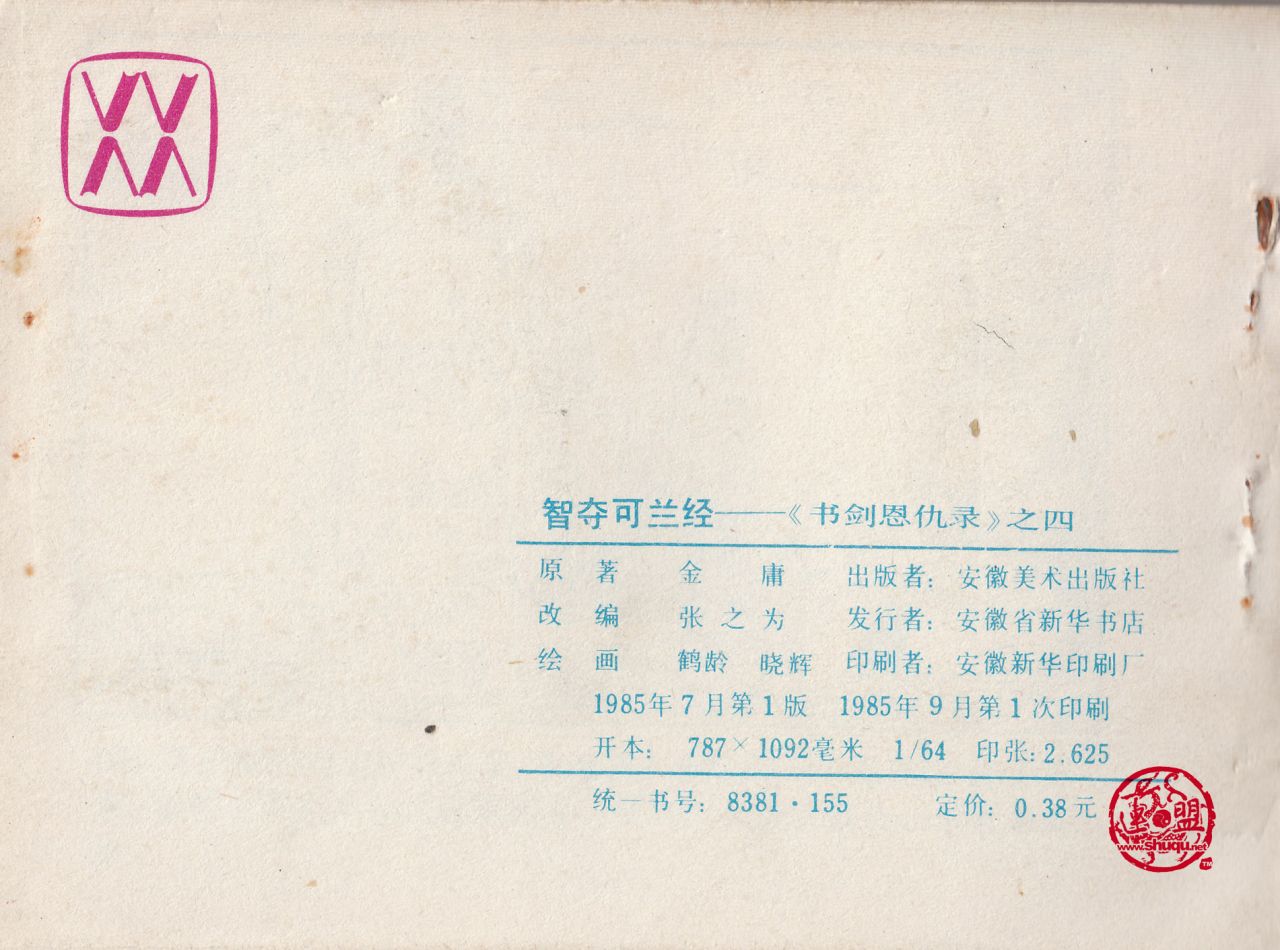 智夺可兰经——《书剑恩仇录》之四
原 著 金 庸 出版者：安徽美术出版社
改 编 张之为 发行者：安徽省新华书店
绘 画 鹤龄 晓辉 印刷者：安徽新华印刷厂
1985年7月第1版 1985年9月第1次印刷
开本： 787×1092毫米 1/64 印张：2.625
统一书号：8381·155 定价：0.38元
連盟
www.shuqu.net
TM